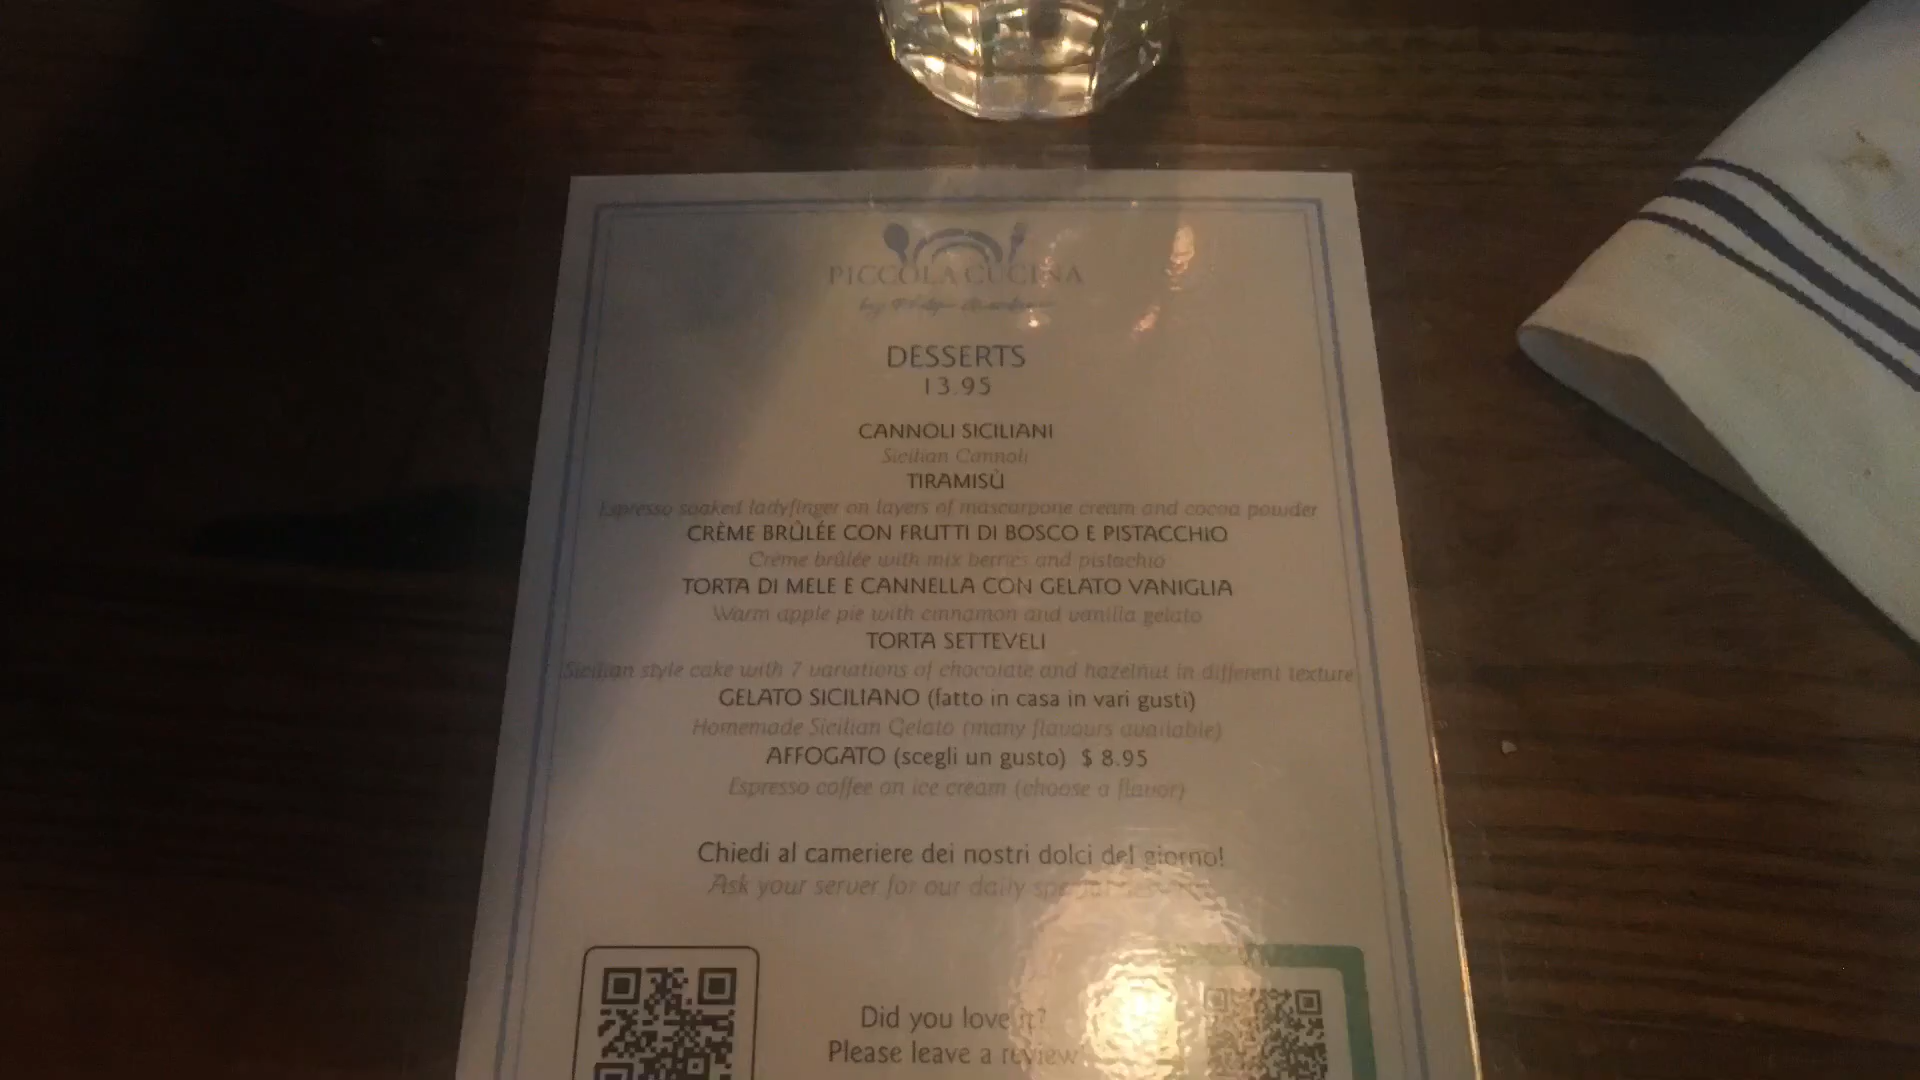 PICCOLA CUCINA
by
DESSERTS
13.95
CANNOLI SICILIANI
Sicilian Cannoli
TIRAMISÙ
Espresso soaked ladyfinger on layers of mascarpone cream and cocoa powder
CRÈME BRÛLÉE CON FRUTTI DI BOSCO E PISTACCHIO
Crème brûlée with mix berries and pistachio
TORTA DI MELE E CANNELLA CON GELATO VANIGLIA
Warm apple pie with cinnamon and vanilla gelato
TORTA SETTEVELI
Sicilian style cake with 7 variations of chocolate and hazelnut in different texture
GELATO SICILIANO (fatto in casa in vari gusti)
Homemade Sicilian Gelato (many flavours available)
AFFOGATO (scegli un gusto) $ 8.95
Espresso coffee on ice cream (choose a flavor)
Chiedi al cameriere dei nostri dolci del giorno!
Ask your server for our daily special
Did you love it?
Please leave a review